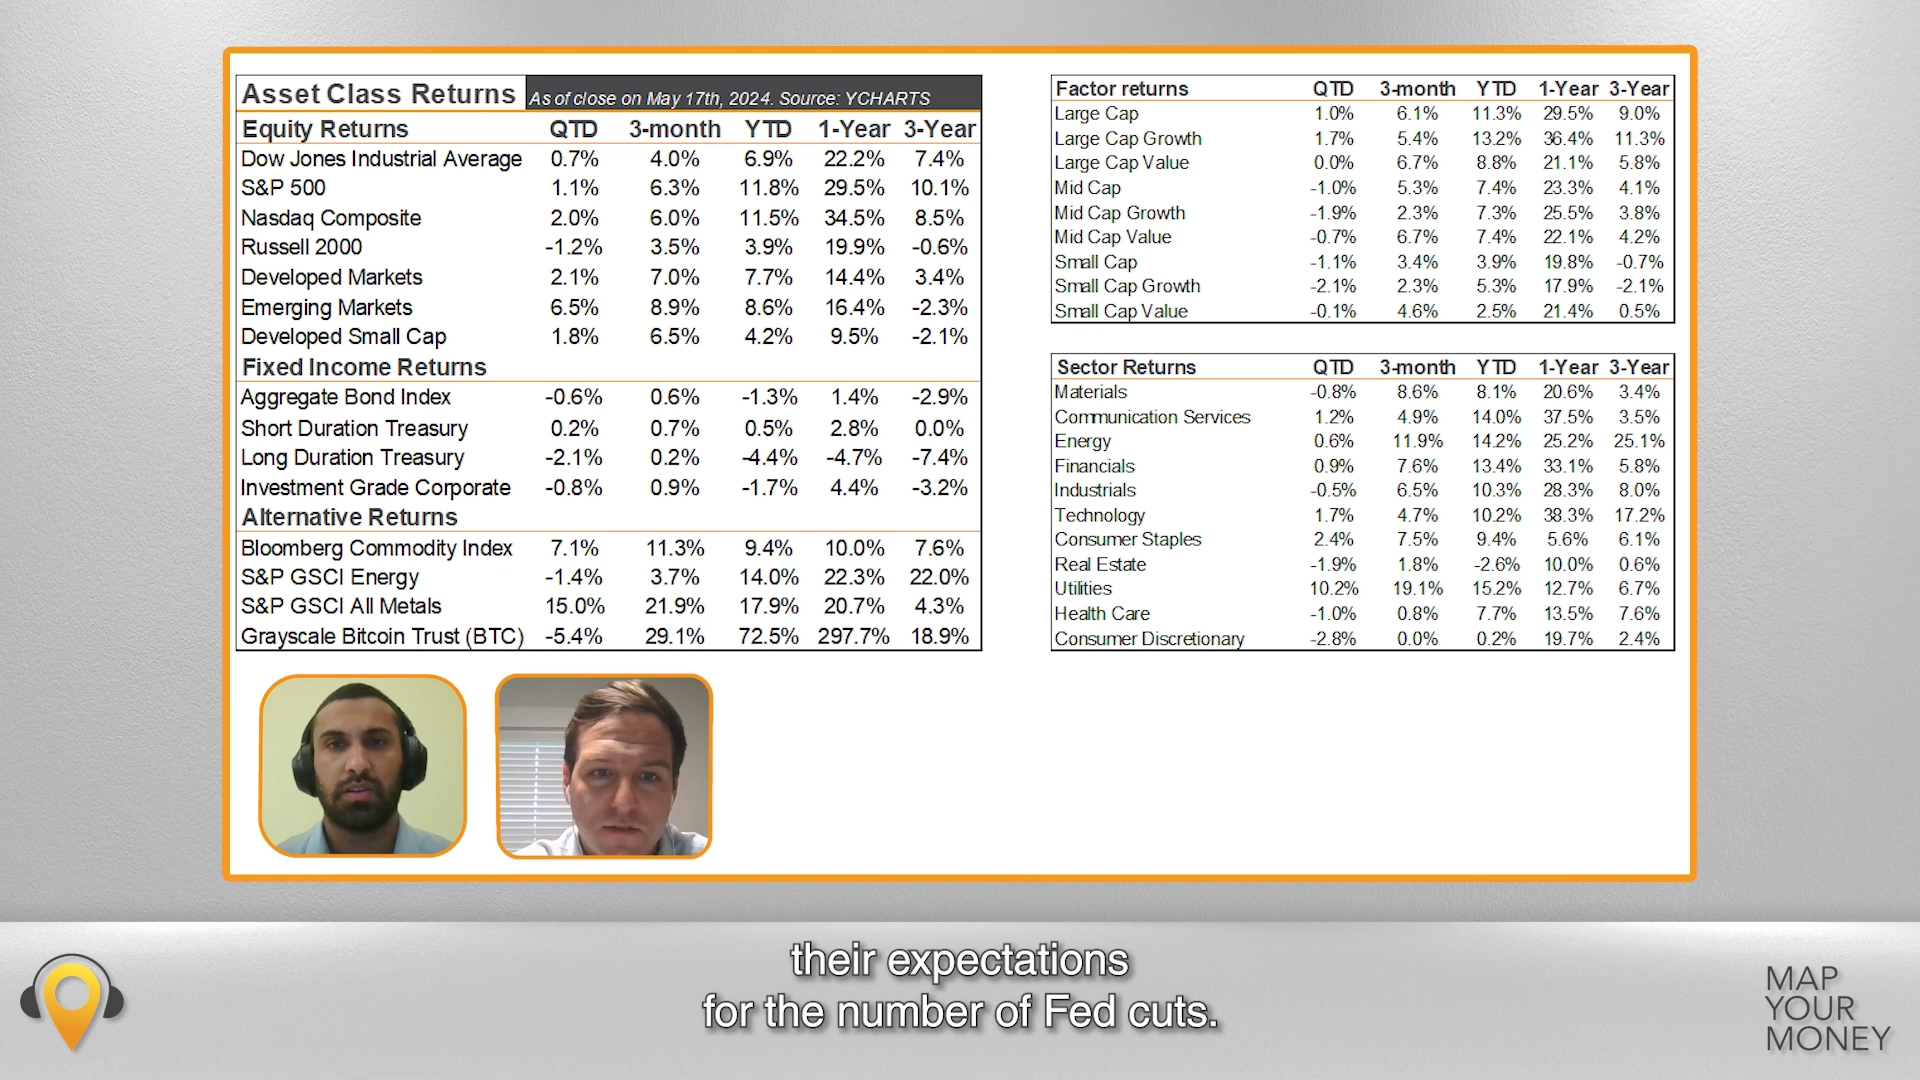 Asset Class Returns As of close on May 17th, 2024. Source: YCHARTS
Equity Returns QTD 3-month YTD 1-Year 3-Year
Dow Jones Industrial Average 0.7% 4.0% 6.9% 22.2% 7.4%
S&P 500 1.1% 6.3% 11.8% 29.5% 10.1%
Nasdaq Composite 2.0% 6.0% 11.5% 34.5% 8.5%
Russell 2000 -1.2% 3.5% 3.9% 19.9% -0.6%
Developed Markets 2.1% 7.0% 7.7% 14.4% 3.4%
Emerging Markets 6.5% 8.9% 8.6% 16.4% -2.3%
Developed Small Cap 1.8% 6.5% 4.2% 9.5% -2.1%
Fixed Income Returns
Aggregate Bond Index -0.6% 0.6% -1.3% 1.4% -2.9%
Short Duration Treasury 0.2% 0.7% 0.5% 2.8% 0.0%
Long Duration Treasury -2.1% 0.2% -4.4% -4.7% -7.4%
Investment Grade Corporate -0.8% 0.9% -1.7% 4.4% -3.2%
Alternative Returns
Bloomberg Commodity Index 7.1% 11.3% 9.4% 10.0% 7.6%
S&P GSCI Energy -1.4% 3.7% 14.0% 22.3% 22.0%
S&P GSCI All Metals 15.0% 21.9% 17.9% 20.7% 4.3%
Grayscale Bitcoin Trust (BTC) -5.4% 29.1% 72.5% 297.7% 18.9%
Factor returns QTD 3-month YTD 1-Year 3-Year
Large Cap 1.0% 6.1% 11.3% 29.5% 9.0%
Large Cap Growth 1.7% 5.4% 13.2% 36.4% 11.3%
Large Cap Value 0.0% 6.7% 8.8% 21.1% 5.8%
Mid Cap -1.0% 5.3% 7.4% 23.3% 4.1%
Mid Cap Growth -1.9% 2.3% 7.3% 25.5% 3.8%
Mid Cap Value -0.7% 6.7% 7.4% 22.1% 4.2%
Small Cap -1.1% 3.4% 3.9% 19.8% -0.7%
Small Cap Growth -2.1% 2.3% 5.3% 17.9% -2.1%
Small Cap Value -0.1% 4.6% 2.5% 21.4% 0.5%
Sector Returns QTD 3-month YTD 1-Year 3-Year
Materials -0.8% 8.6% 8.1% 20.6% 3.4%
Communication Services 1.2% 4.9% 14.0% 37.5% 3.5%
Energy 0.6% 11.9% 14.2% 25.2% 25.1%
Financials 0.9% 7.6% 13.4% 33.1% 5.8%
Industrials -0.5% 6.5% 10.3% 28.3% 8.0%
Technology 1.7% 4.7% 10.2% 38.3% 17.2%
Consumer Staples 2.4% 7.5% 9.4% 5.6% 6.1%
Real Estate -1.9% 1.8% -2.6% 10.0% 0.6%
Utilities 10.2% 19.1% 15.2% 12.7% 6.7%
Health Care -1.0% 0.8% 7.7% 13.5% 7.6%
Consumer Discretionary -2.8% 0.0% 0.2% 19.7% 2.4%
their expectations
for the number of Fed cuts.
MAP
YOUR
MONEY